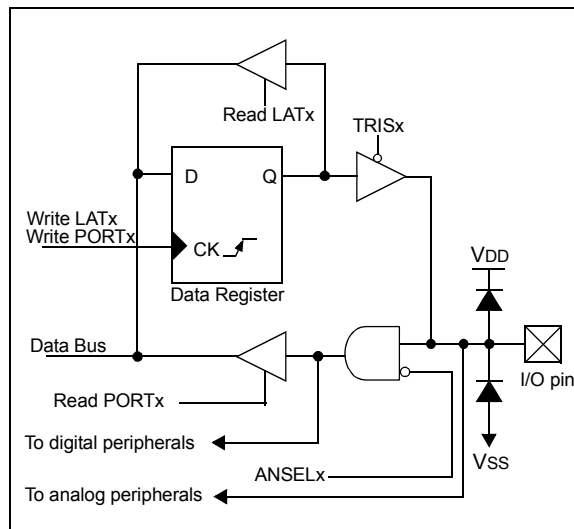 Read LATx
TRISx
D Q
Write LATx
Write PORTx
CK
Data Register
VDD
Data Bus
I/O pin
Read PORTx
To digital peripherals
VSS
ANSELx
To analog peripherals